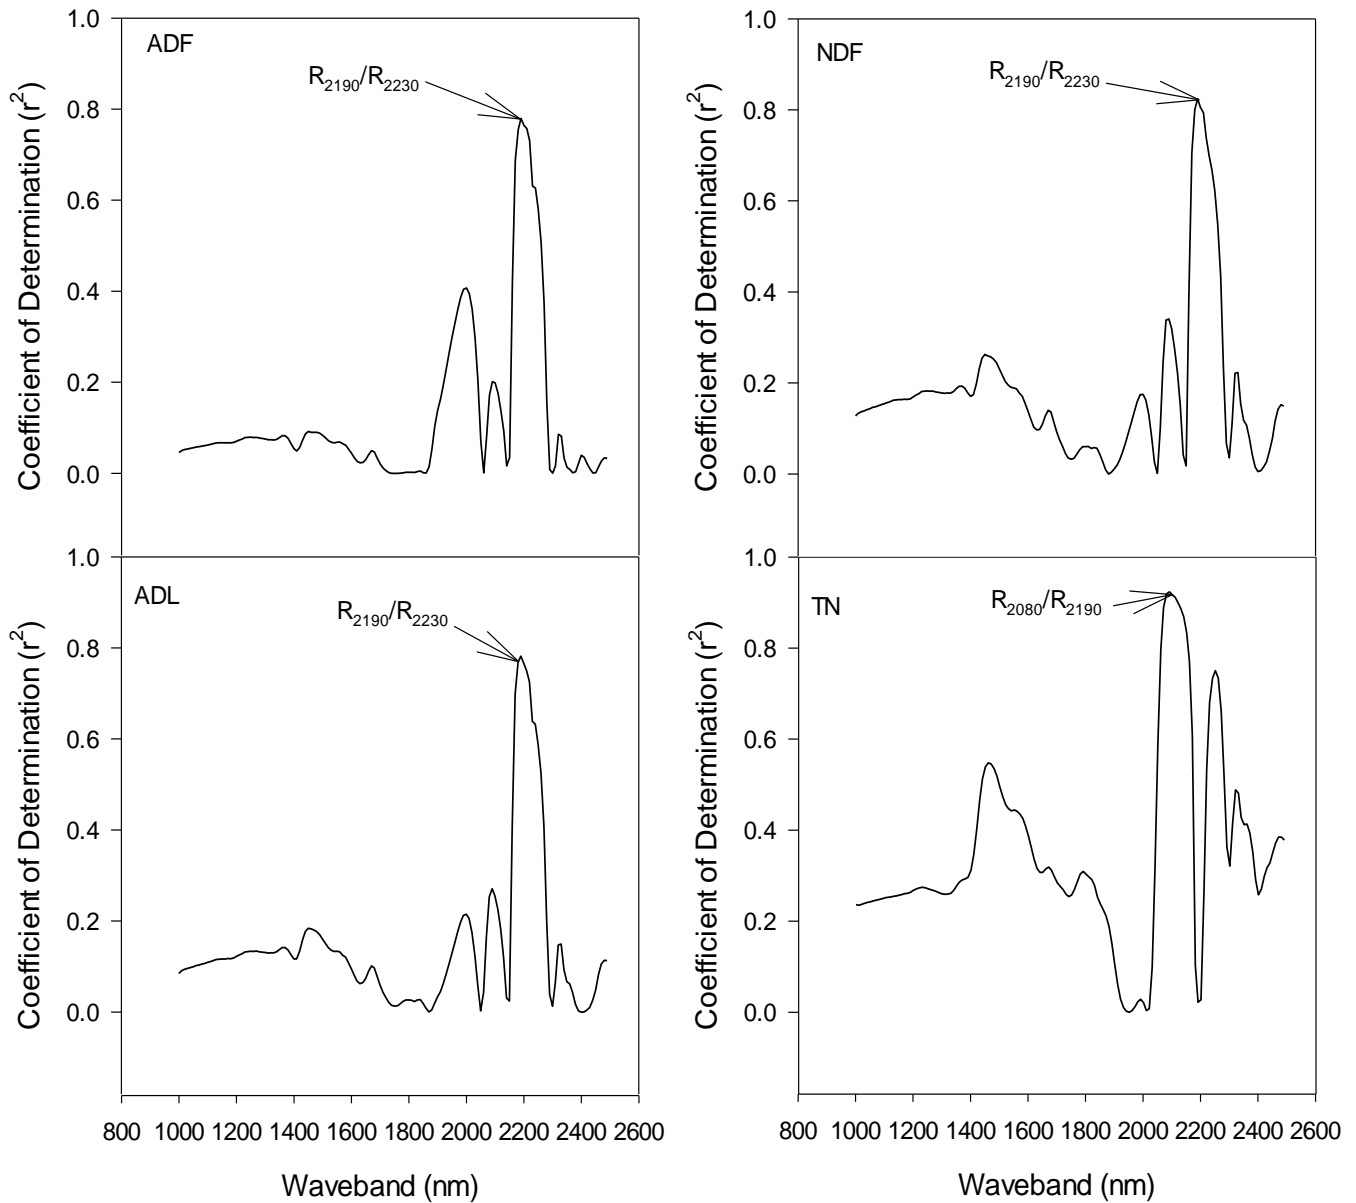 ADF
R2190/R2230
Coefficient of Determination (r2)
1.0
0.8
0.6
0.4
0.2
0.0
NDF
R2190/R2230
Coefficient of Determination (r2)
1.0
0.8
0.6
0.4
0.2
0.0
ADL
R2190/R2230
Coefficient of Determination (r2)
1.0
0.8
0.6
0.4
0.2
0.0
800 1000 1200 1400 1600 1800 2000 2200 2400 2600
Waveband (nm)
TN
R2080/R2190
Coefficient of Determination (r2)
1.0
0.8
0.6
0.4
0.2
0.0
800 1000 1200 1400 1600 1800 2000 2200 2400 2600
Waveband (nm)